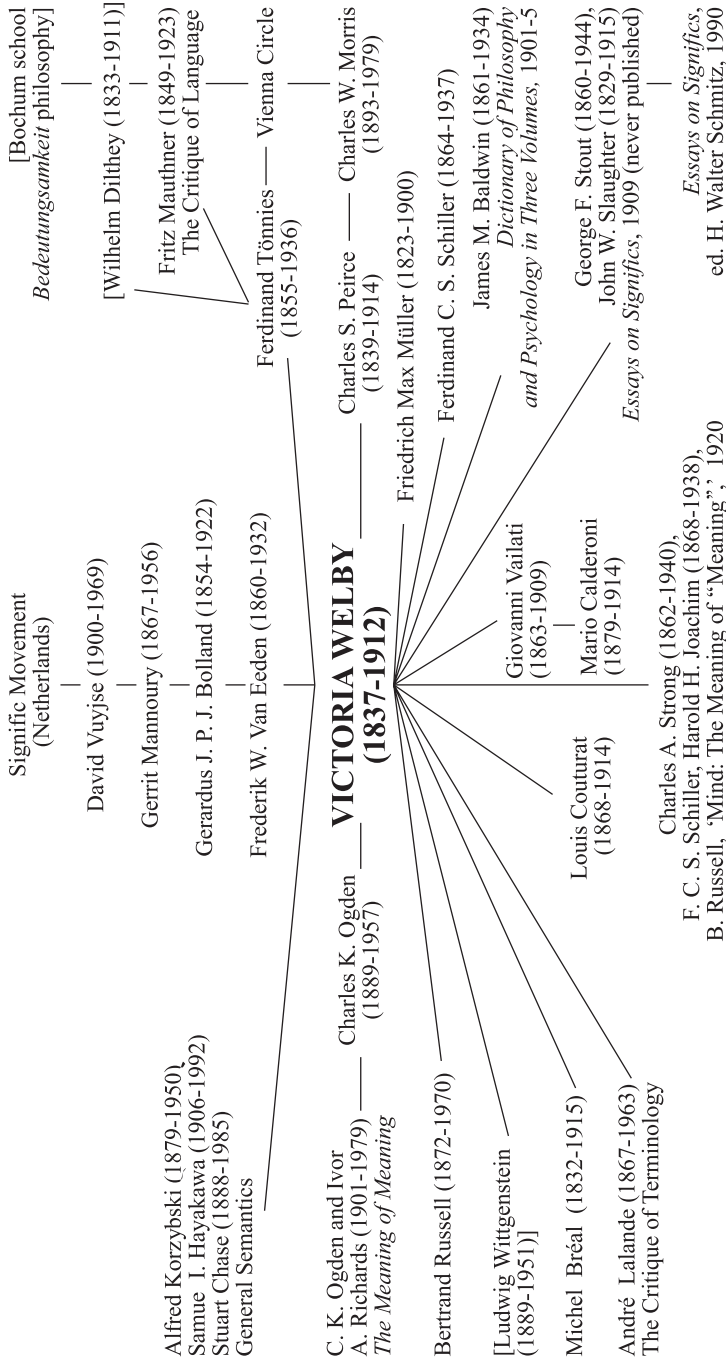 Signific Movement
(Netherlands)
David Vuyjse (1900-1969)
Gerrit Mannoury (1867-1956)
Gerardus J. P. J. Bolland (1854-1922)
Frederik W. Van Eeden (1860-1932)
[Bochum school
Bedeutungsamkeit philosophy]
[Wilhelm Dilthey (1833-1911)]
Fritz Mauthner (1849-1923)
The Critique of Language
Ferdinand Tönnies
(1855-1936)
Vienna Circle
Alfred Korzybski (1879-1950),
Samue I. Hayakawa (1906-1992)
Stuart Chase (1888-1985)
General Semantics
C. K. Ogden and Ivor
A. Richards (1901-1979)
The Meaning of Meaning
Charles K. Ogden
(1889-1957)
VICTORIA WELBY
(1837-1912)
Charles S. Peirce
(1839-1914)
Charles W. Morris
(1893-1979)
Friedrich Max Müller (1823-1900)
Ferdinand C. S. Schiller (1864-1937)
James M. Baldwin (1861-1934)
Dictionary of Philosophy
and Psychology in Three Volumes, 1901-5
George F. Stout (1860-1944),
John W. Slaughter (1829-1915)
Essays on Significs, 1909 (never published)
Essays on Significs,
ed. H. Walter Schmitz, 1990
Bertrand Russell (1872-1970)
[Ludwig Wittgenstein
(1889-1951)]
Michel Bréal (1832-1915)
André Lalande (1867-1963)
The Critique of Terminology
Louis Couturat
(1868-1914)
Giovanni Vailati
(1863-1909)
Mario Calderoni
(1879-1914)
Charles A. Strong (1862-1940),
F. C. S. Schiller, Harold H. Joachim (1868-1938),
B. Russell, ‘Mind: The Meaning of “Meaning”,’ 1920